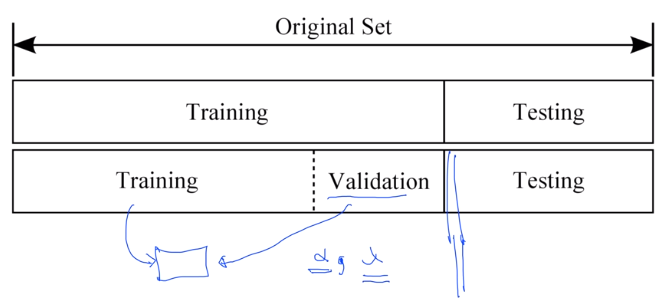 Original Set
Training Testing
Training Validation Testing
α, λ